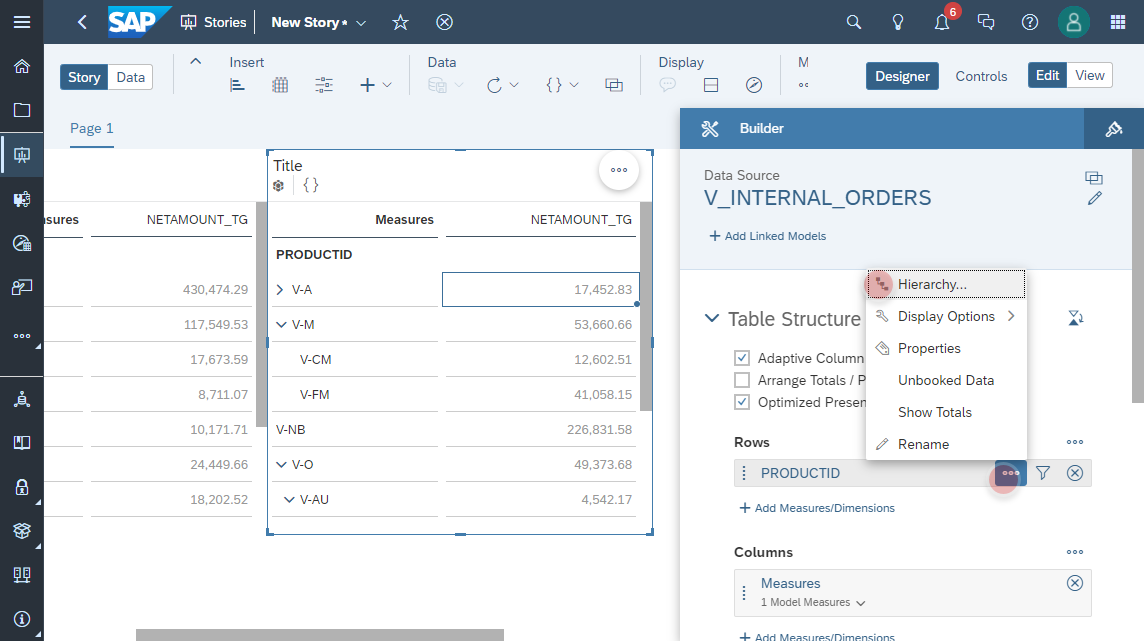 SAP Stories New Story *
6
Story Data
Insert
Data
Display
M
Designer Controls Edit View
Page 1
Builder
Data Source
V_INTERNAL_ORDERS
Add Linked Models
Table Structure
Adaptive Column
Arrange Totals / P
Optimized Presen
Hierarchy...
Display Options
Properties
Unbooked Data
Show Totals
Rename
Rows
PRODUCTID
Add Measures/Dimensions
Columns
Measures
1 Model Measures
Add Measures/Dimensions
Title
{ }
asures NETAMOUNT_TG
430,474.29
117,549.53
17,673.59
8,711.07
10,171.71
24,449.66
18,202.52
Measures NETAMOUNT_TG
PRODUCTID
V-A 17,452.83
V-M 53,660.66
V-CM 12,602.51
V-FM 41,058.15
V-NB 226,831.58
V-O 49,373.68
V-AU 4,542.17